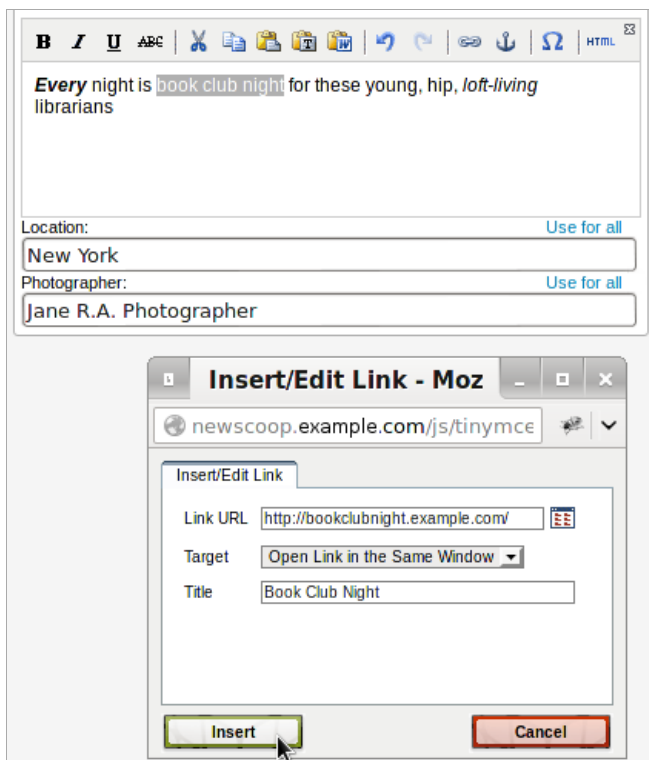 B I U ABC HTML
Every night is book club night for these young, hip, loft-living
librarians
Location: Use for all
New York
Photographer: Use for all
Jane R.A. Photographer
Insert/Edit Link - Moz
newscoop.example.com/js/tinymce
Insert/Edit Link
Link URL http://bookclubnight.example.com/
Target Open Link in the Same Window
Title Book Club Night
Insert Cancel